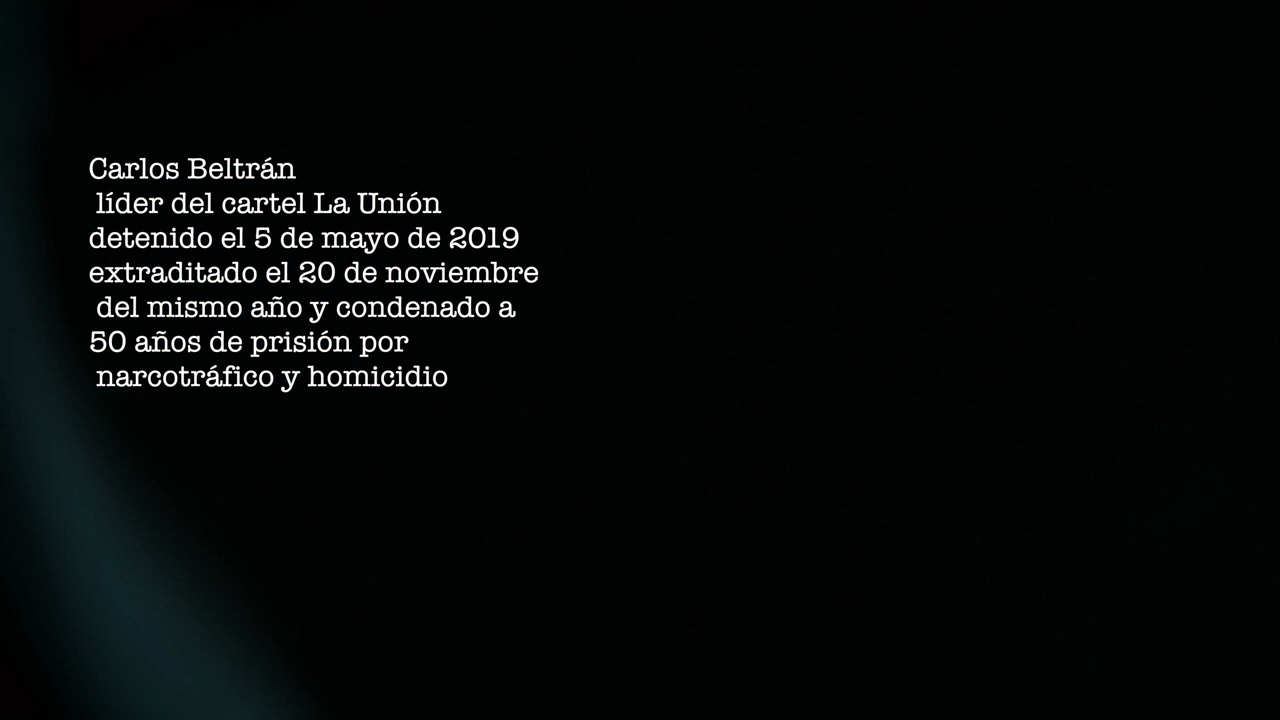 Carlos Beltrán
líder del cartel La Unión
detenido el 5 de mayo de 2019
extraditado el 20 de noviembre
del mismo año y condenado a
50 años de prisión por
narcotráfico y homicidio